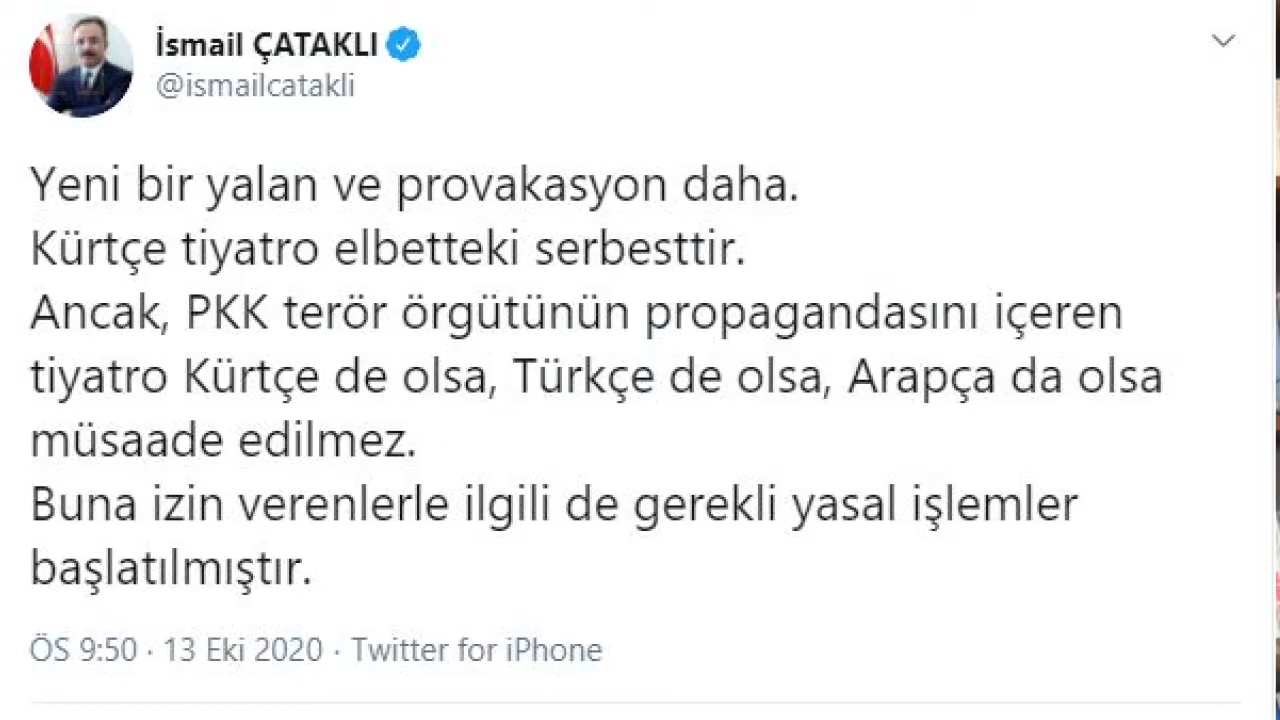 İsmail ÇATAKLI
@ismailcatakli
Yeni bir yalan ve provakasyon daha.
Kürtçe tiyatro elbetteki serbesttir.
Ancak, PKK terör örgütünün propagandasını içeren
tiyatro Kürtçe de olsa, Türkçe de olsa, Arapça da olsa
müsaade edilmez.
Buna izin verenlerle ilgili de gerekli yasal işlemler
başlatılmıştır.
ÖS 9:50 · 13 Eki 2020 · Twitter for iPhone